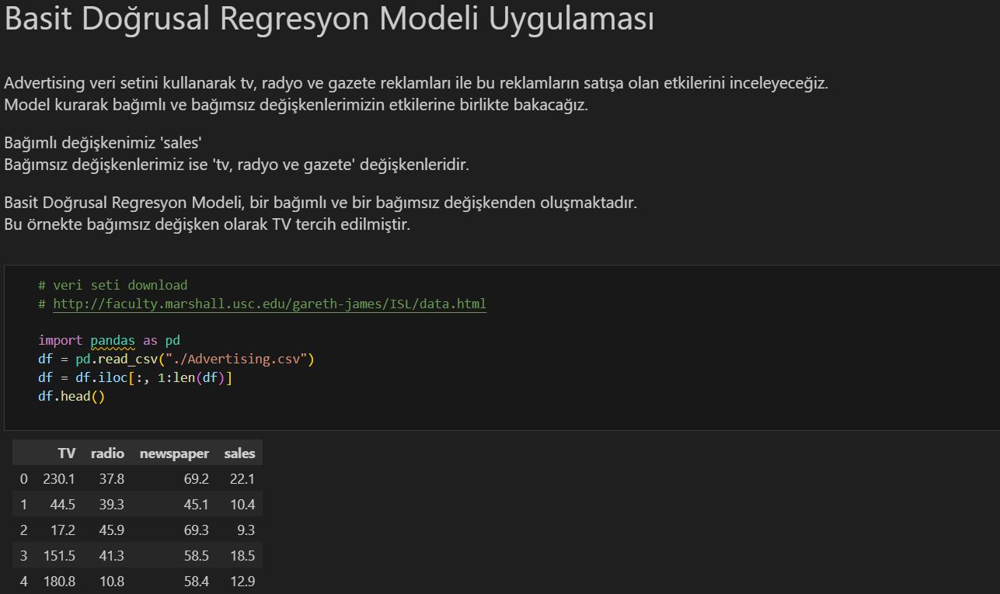 Basit Doğrusal Regresyon Modeli Uygulaması
Advertising veri setini kullanarak tv, radyo ve gazete reklamları ile bu reklamların satışa olan etkilerini inceleyeceğiz.
Model kurarak bağımlı ve bağımsız değişkenlerimizin etkilerine birlikte bakacağız.
Bağımlı değişkenimiz 'sales'
Bağımsız değişkenlerimiz ise 'tv, radyo ve gazete' değişkenleridir.
Basit Doğrusal Regresyon Modeli, bir bağımlı ve bir bağımsız değişkenden oluşmaktadır.
Bu örnekte bağımsız değişken olarak TV tercih edilmiştir.
# veri seti download
# http://faculty.marshall.usc.edu/gareth-james/ISL/data.html
import pandas as pd
df = pd.read_csv("./Advertising.csv")
df = df.iloc[:, 1:len(df)]
df.head()
TV radio newspaper sales
0 230.1 37.8 69.2 22.1
1 44.5 39.3 45.1 10.4
2 17.2 45.9 69.3 9.3
3 151.5 41.3 58.5 18.5
4 180.8 10.8 58.4 12.9